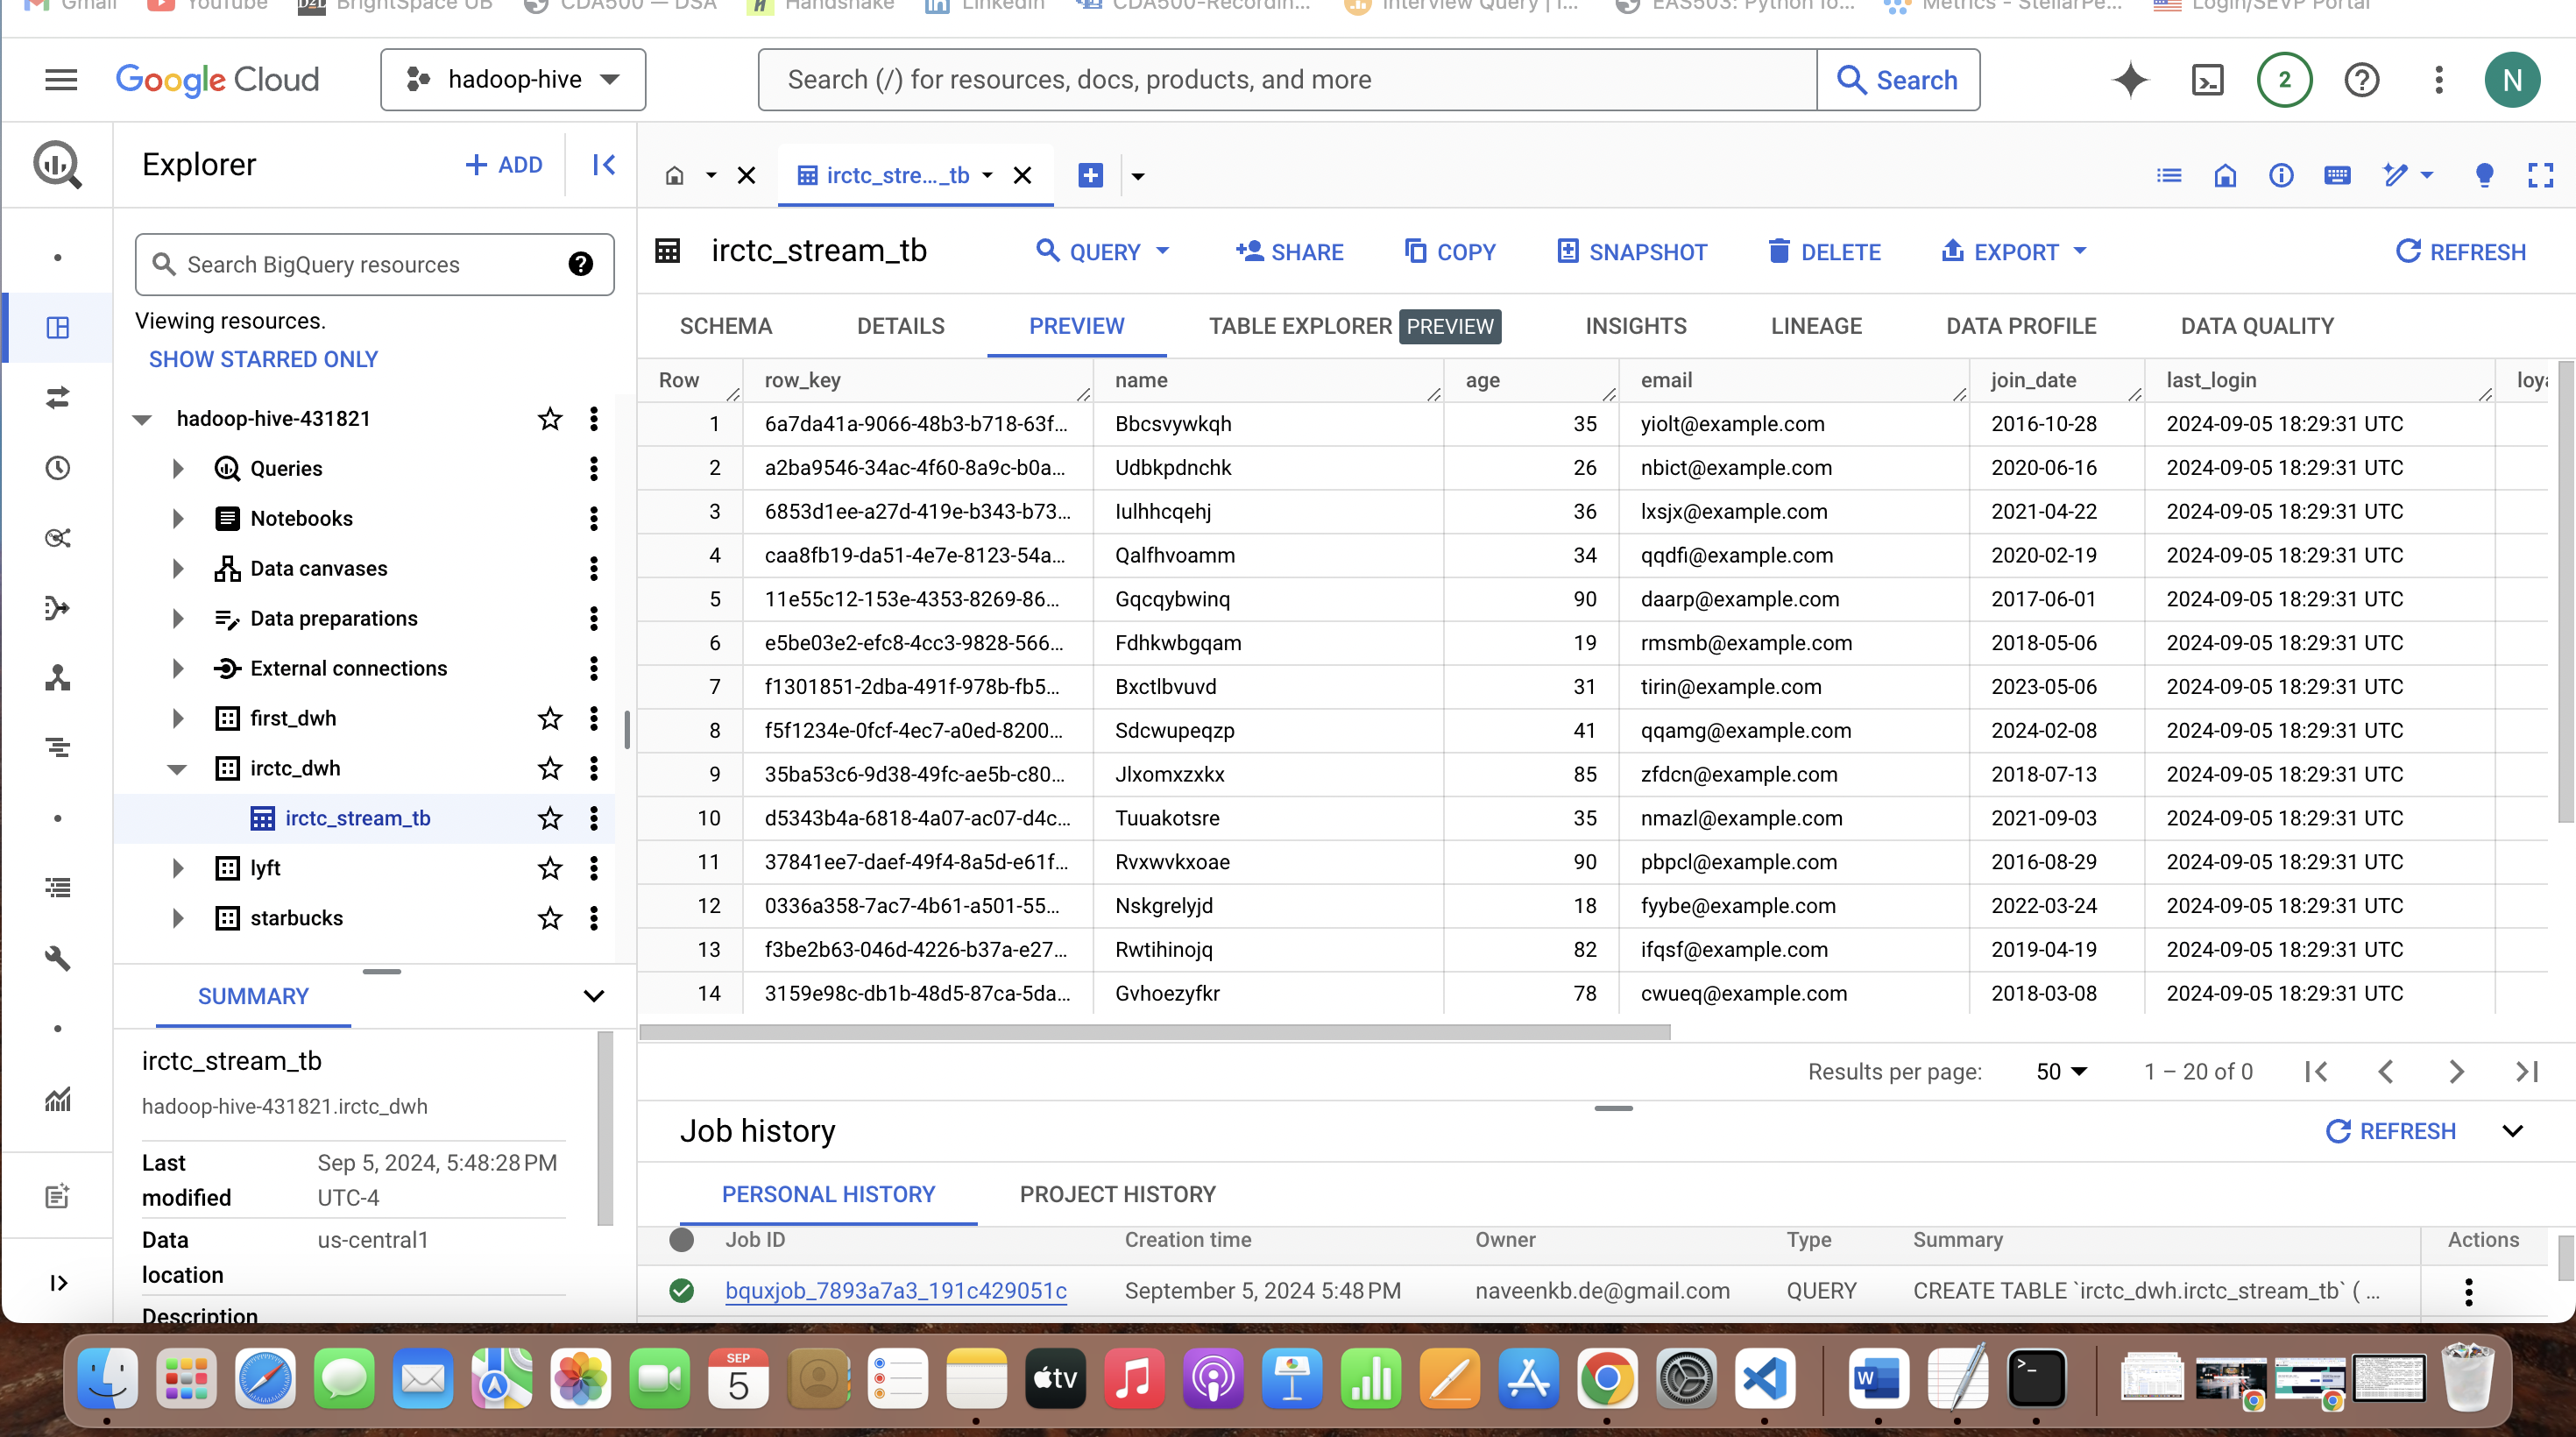 Gmail YouTube BrightSpace UB CDA500 — DSA Handshake LinkedIn CDA500-Recordin... Interview Query | I... EAS503: Python fo... Metrics - StellarPe... Login/SEVP Portal
Google Cloud hadoop-hive Search (/) for resources, docs, products, and more Search 2 N
Explorer + ADD irctc_stre..._tb
Search BigQuery resources
irctc_stream_tb QUERY SHARE COPY SNAPSHOT DELETE EXPORT REFRESH
Viewing resources.
SHOW STARRED ONLY
SCHEMA DETAILS PREVIEW TABLE EXPLORER PREVIEW INSIGHTS LINEAGE DATA PROFILE DATA QUALITY
hadoop-hive-431821
Queries
Notebooks
Data canvases
Data preparations
External connections
first_dwh
irctc_dwh
irctc_stream_tb
lyft
starbucks
Row row_key name age email join_date last_login
1 6a7da41a-9066-48b3-b718-63f... Bbcsvywkqh 35 yiolt@example.com 2016-10-28 2024-09-05 18:29:31 UTC
2 a2ba9546-34ac-4f60-8a9c-b0a... Udbkpdnchk 26 nbict@example.com 2020-06-16 2024-09-05 18:29:31 UTC
3 6853d1ee-a27d-419e-b343-b73... Iulhhcqehj 36 lxsjx@example.com 2021-04-22 2024-09-05 18:29:31 UTC
4 caa8fb19-da51-4e7e-8123-54a... Qalfhvoamm 34 qqdfi@example.com 2020-02-19 2024-09-05 18:29:31 UTC
5 11e55c12-153e-4353-8269-86... Gqcqybwinq 90 daarp@example.com 2017-06-01 2024-09-05 18:29:31 UTC
6 e5be03e2-efc8-4cc3-9828-566... Fdhkwbgqam 19 rmsmb@example.com 2018-05-06 2024-09-05 18:29:31 UTC
7 f1301851-2dba-491f-978b-fb5... Bxctlbvuvd 31 tirin@example.com 2023-05-06 2024-09-05 18:29:31 UTC
8 f5f1234e-0fcf-4ec7-a0ed-8200... Sdcwupeqzp 41 qqamg@example.com 2024-02-08 2024-09-05 18:29:31 UTC
9 35ba53c6-9d38-49fc-ae5b-c80... Jlxomxzxkx 85 zfdcn@example.com 2018-07-13 2024-09-05 18:29:31 UTC
10 d5343b4a-6818-4a07-ac07-d4c... Tuuakotsre 35 nmazl@example.com 2021-09-03 2024-09-05 18:29:31 UTC
11 37841ee7-daef-49f4-8a5d-e61f... Rvxwvkxoae 90 pbpcl@example.com 2016-08-29 2024-09-05 18:29:31 UTC
12 0336a358-7ac7-4b61-a501-55... Nskgrelyjd 18 fyybe@example.com 2022-03-24 2024-09-05 18:29:31 UTC
13 f3be2b63-046d-4226-b37a-e27... Rwtihinojq 82 ifqsf@example.com 2019-04-19 2024-09-05 18:29:31 UTC
14 3159e98c-db1b-48d5-87ca-5da... Gvhoezyfkr 78 cwueq@example.com 2018-03-08 2024-09-05 18:29:31 UTC
Results per page: 50 1 – 20 of 0
SUMMARY
irctc_stream_tb
hadoop-hive-431821.irctc_dwh
Last modified Sep 5, 2024, 5:48:28 PM UTC-4
Data location us-central1
Description
Job history REFRESH
PERSONAL HISTORY PROJECT HISTORY
Job ID Creation time Owner Type Summary Actions
bquxjob_7893a7a3_191c429051c September 5, 2024 5:48 PM naveenkb.de@gmail.com QUERY CREATE TABLE `irctc_dwh.irctc_stream_tb` ( ...
SEP
5
tv
W
>_